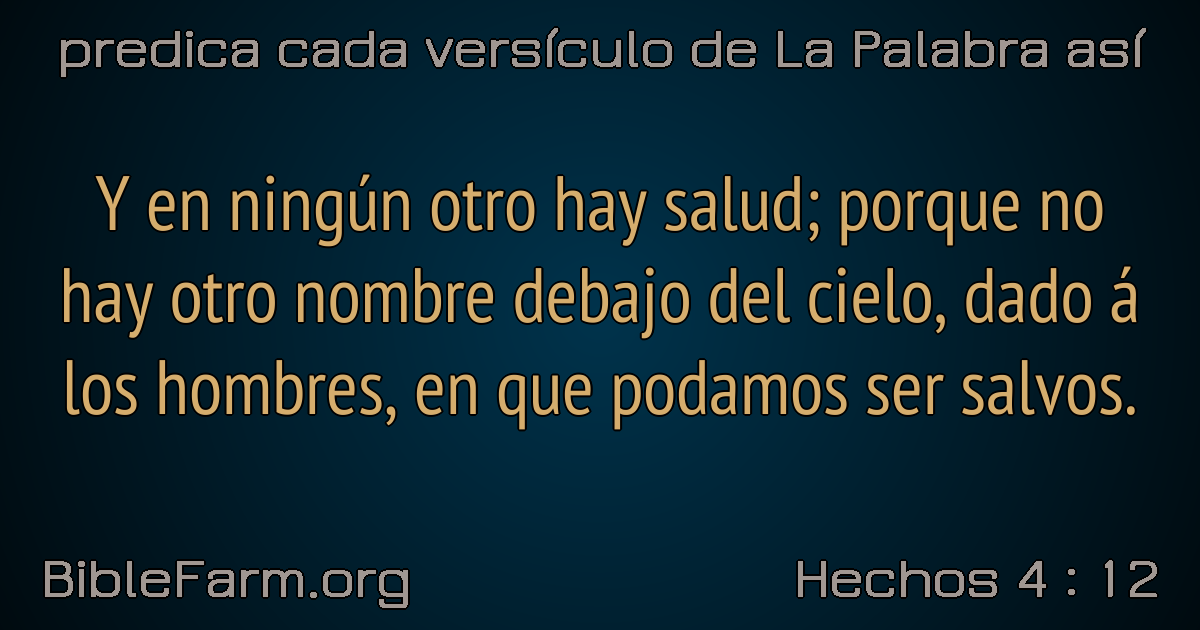 predica cada versículo de La Palabra así
Y en ningún otro hay salud; porque no
hay otro nombre debajo del cielo, dado á
los hombres, en que podamos ser salvos.
BibleFarm.org
Hechos 4 : 12